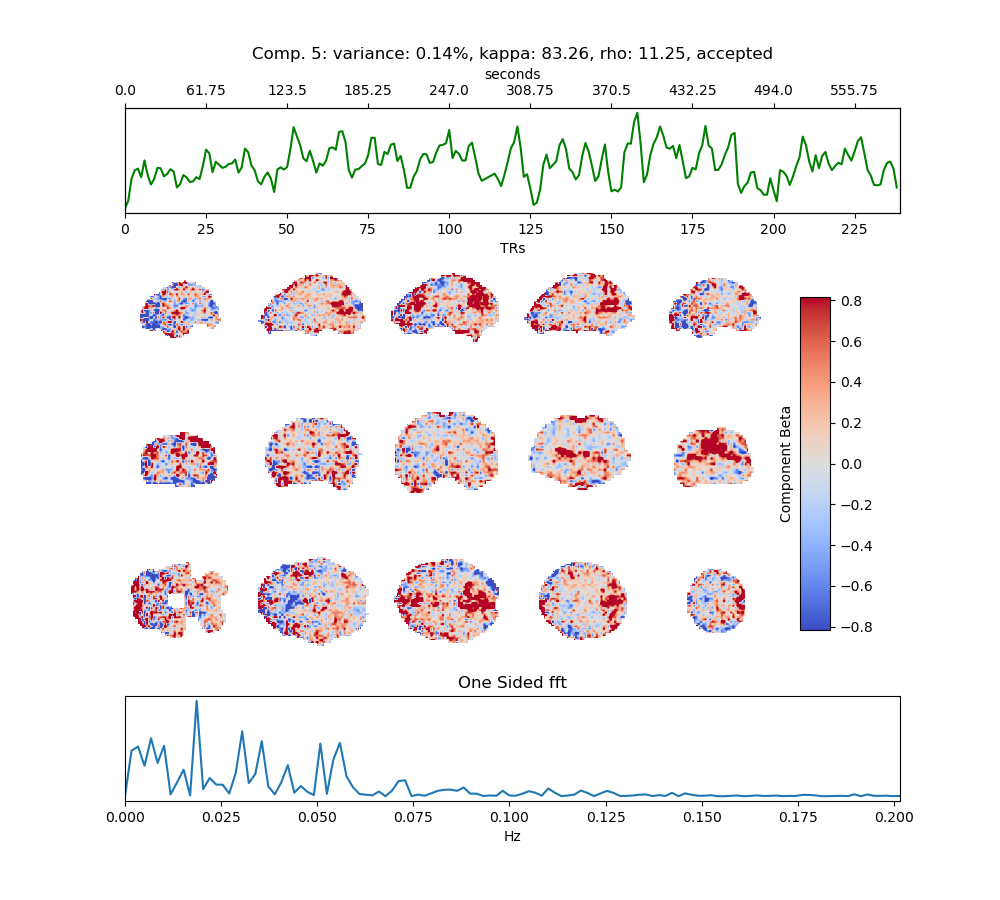 Comp. 5: variance: 0.14%, kappa: 83.26, rho: 11.25, accepted
seconds
0.0 61.75 123.5 185.25 247.0 308.75 370.5 432.25 494.0 555.75
0 25 50 75 100 125 150 175 200 225
TRs
0.8
0.6
0.4
0.2
0.0
−0.2
−0.4
−0.6
−0.8
Component Beta
One Sided fft
0.000 0.025 0.050 0.075 0.100 0.125 0.150 0.175 0.200
Hz